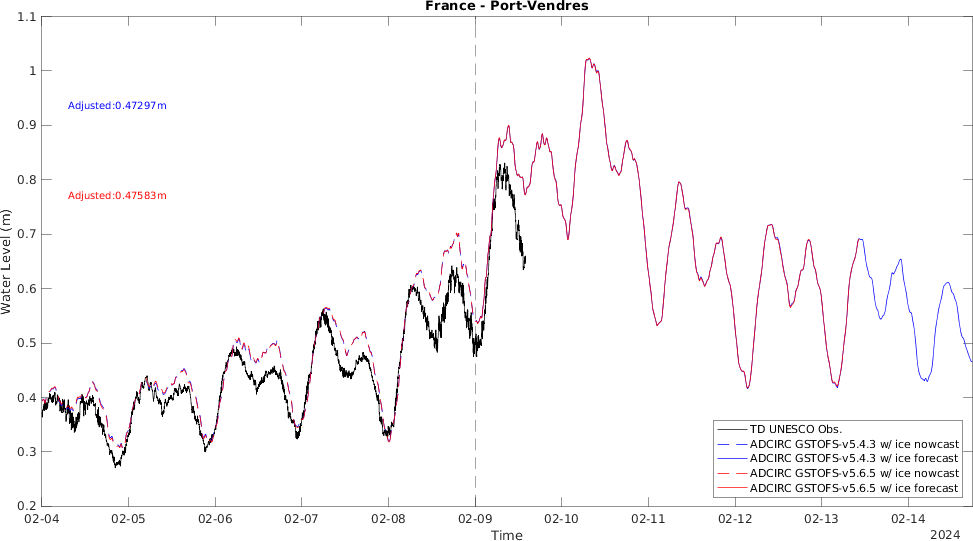 France - Port-Vendres
1.1
1
0.9
0.8
0.7
0.6
0.5
0.4
0.3
0.2
Water Level (m)
Adjusted:0.47297m
Adjusted:0.47583m
TD UNESCO Obs.
ADCIRC GSTOFS-v5.4.3 w/ ice nowcast
ADCIRC GSTOFS-v5.4.3 w/ ice forecast
ADCIRC GSTOFS-v5.6.5 w/ ice nowcast
ADCIRC GSTOFS-v5.6.5 w/ ice forecast
02-04 02-05 02-06 02-07 02-08 02-09 02-10 02-11 02-12 02-13 02-14
Time
2024